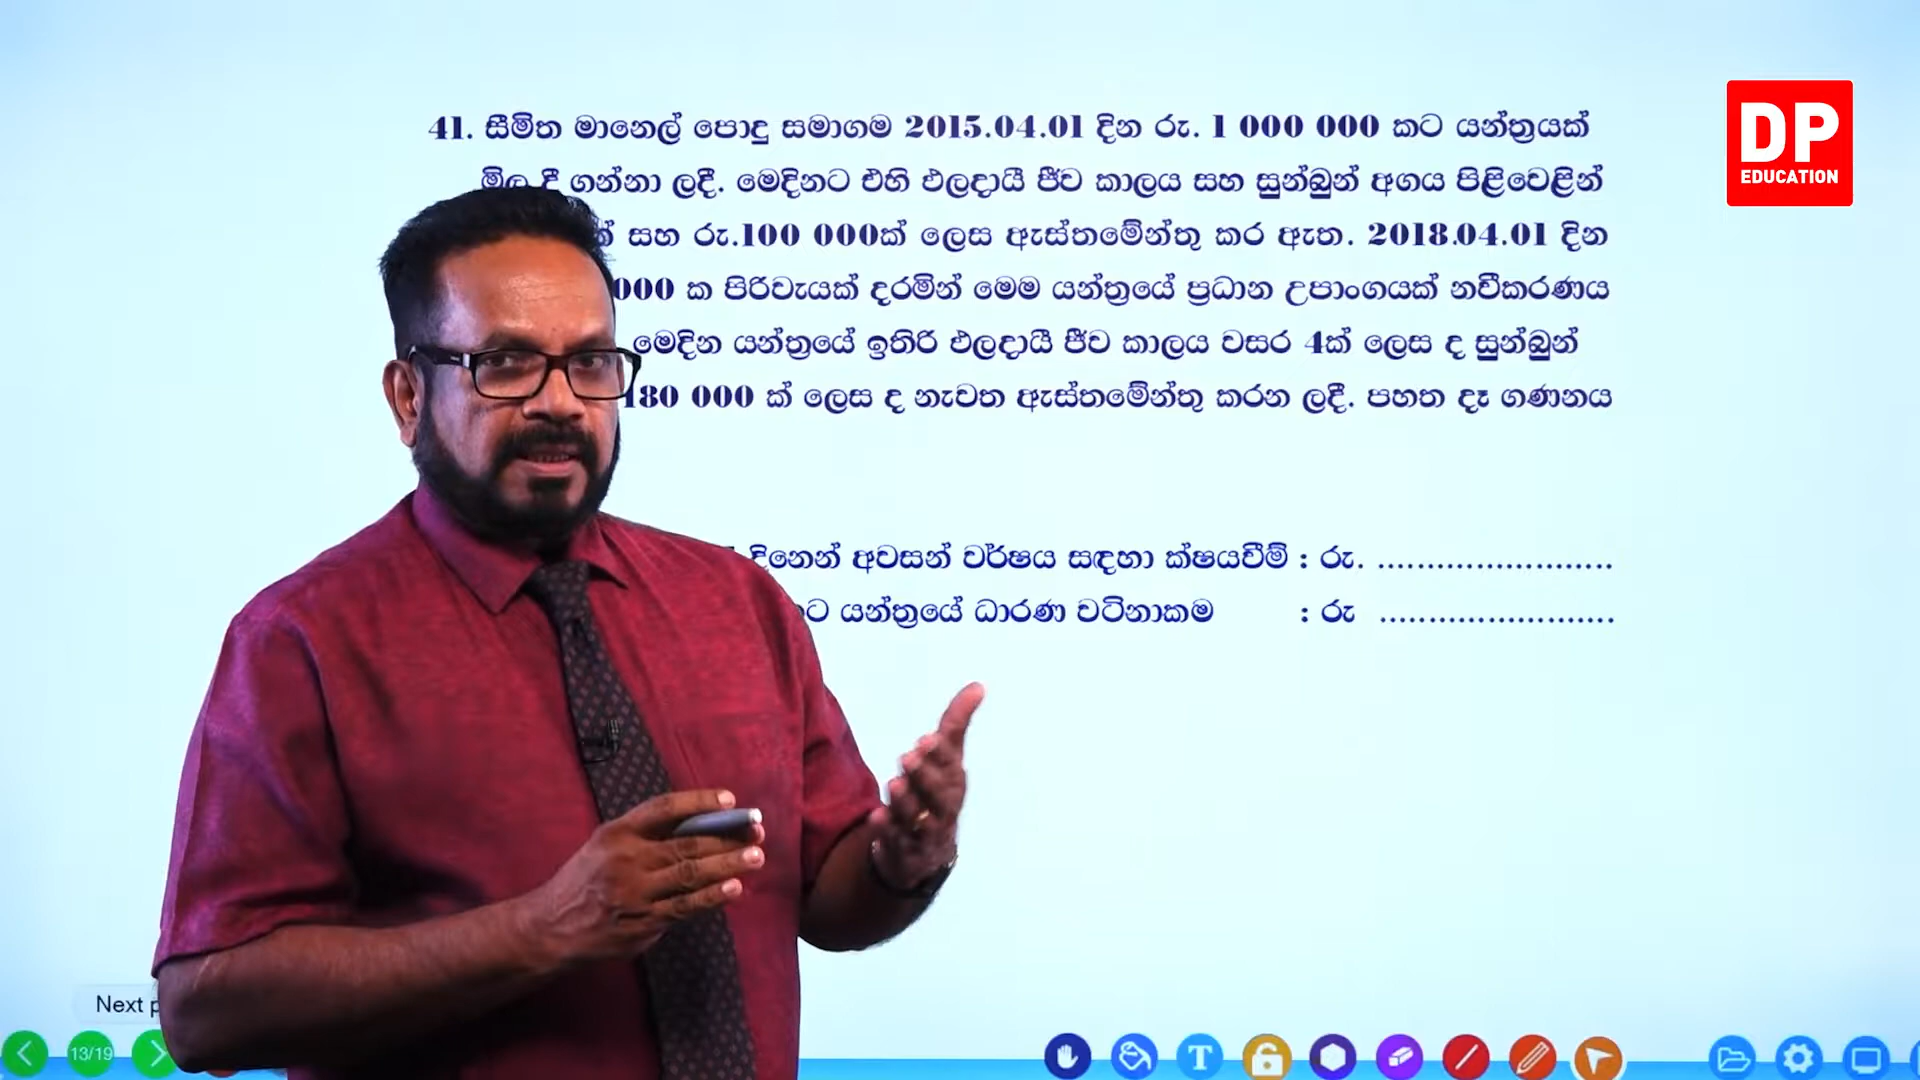 41. සීමිත මානෙල් පොදු සමාගම 2015.04.01 දින රු. 1 000 000 කට යන්ත්‍රයක්
මිල දී ගන්නා ලදී. මෙදිනට එහි ඵලදායී ජීව කාලය සහ සුන්බුන් අගය පිළිවෙළින්
සහ රු.100 000ක් ලෙස ඇස්තමේන්තු කර ඇත. 2018.04.01 දින
000 ක පිරිවැයක් දරමින් මෙම යන්ත්‍රයේ ප්‍රධාන උපාංගයක් නවීකරණය
මෙදින යන්ත්‍රයේ ඉතිරි ඵලදායී ජීව කාලය වසර 4ක් ලෙස ද සුන්බුන්
180 000 ක් ලෙස ද නැවත ඇස්තමේන්තු කරන ලදී. පහත දෑ ගණනය
දිනෙන් අවසන් වර්ෂය සඳහා ක්ෂයවීම් : රු. ........................
යන්ත්‍රයේ ධාරණ වටිනාකම : රු ........................
DP
EDUCATION
Next
13/19
T